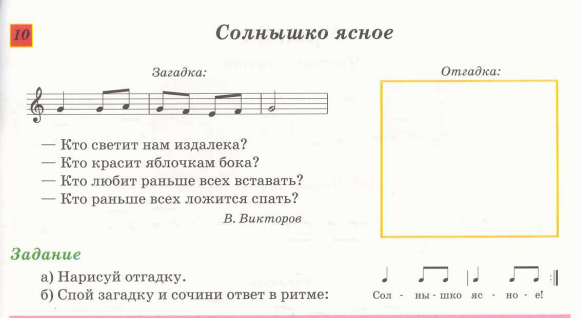 10
Солнышко ясное
Загадка:
Отгадка:
— Кто светит нам издалека?
— Кто красит яблочкам бока?
— Кто любит раньше всех вставать?
— Кто раньше всех ложится спать?
В. Викторов
Задание
а) Нарисуй отгадку.
б) Спой загадку и сочини ответ в ритме:
Сол - ны - шко яс - но - е!